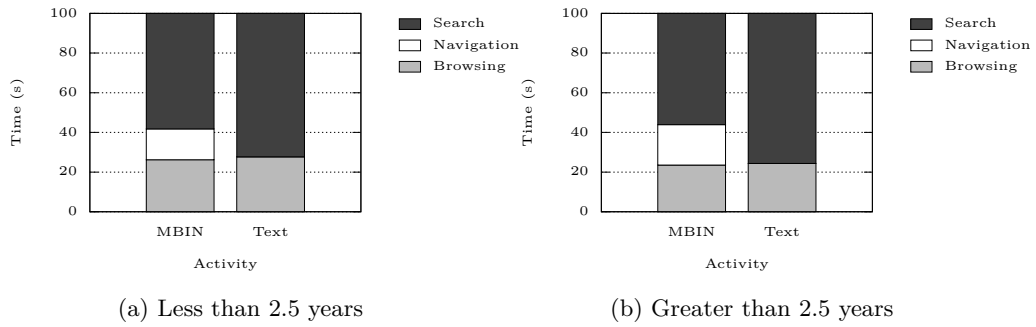 100
80
60
40
20
0
Time (s)
MBIN Text
Activity
Search
Navigation
Browsing
(a) Less than 2.5 years
100
80
60
40
20
0
Time (s)
MBIN Text
Activity
Search
Navigation
Browsing
(b) Greater than 2.5 years